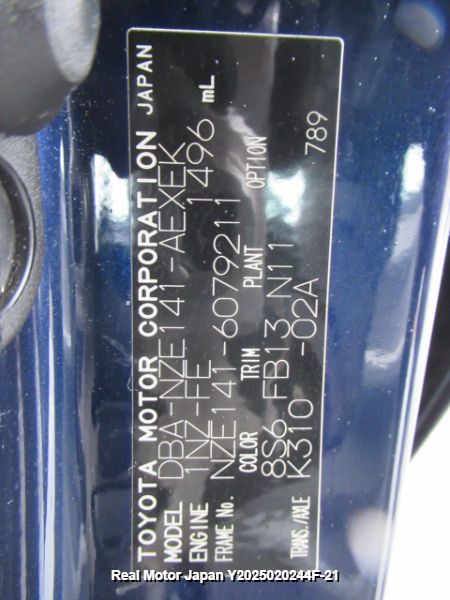 TOYOTA MOTOR CORPORATION JAPAN
MODEL DBA-NZE141-AEXEK
ENGINE 1NZ-FE 1496 mL
FRAME No. NZE141-6079211
COLOR TRIM PLANT OPTION
8S6 FB13 N11
TRANS./AXLE K310 -02A 789
Real Motor Japan Y2025020244F-21